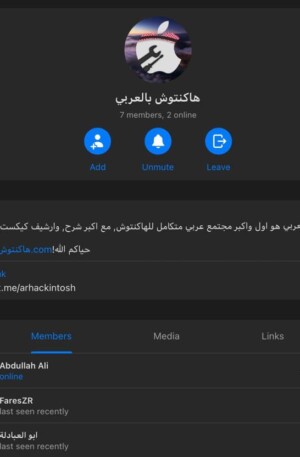 هاكنتوش بالعربي
7 members, 2 online
Add
Unmute
Leave
هو اول واكبر مجتمع عربي متكامل للهاكنتوش, مع اكبر شرح, وارشيف كيكست
حياكم الله!هاكنتوش.com
.me/arhackintosh
Members
Media
Links
Abdullah Ali
online
FaresZR
last seen recently
ابو العبادلة
last seen recently